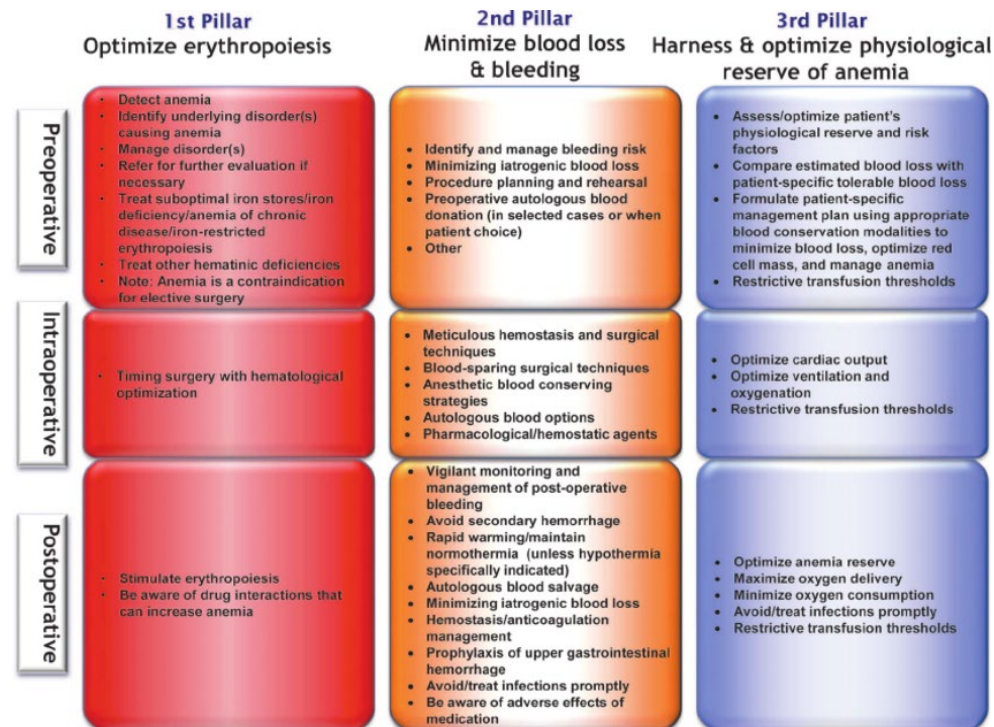 1st Pillar
Optimize erythropoiesis
2nd Pillar
Minimize blood loss
& bleeding
3rd Pillar
Harness & optimize physiological
reserve of anemia
Preoperative
• Detect anemia
• Identify underlying disorder(s)
causing anemia
• Manage disorder(s)
• Refer for further evaluation if
necessary
• Treat suboptimal iron stores/iron
deficiency/anemia of chronic
disease/iron-restricted
erythropoiesis
• Treat other hematinic deficiencies
• Note: Anemia is a contraindication
for elective surgery
• Identify and manage bleeding risk
• Minimizing iatrogenic blood loss
• Procedure planning and rehearsal
• Preoperative autologous blood
donation (in selected cases or when
patient choice)
• Other
• Assess/optimize patient's
physiological reserve and risk
factors
• Compare estimated blood loss with
patient-specific tolerable blood loss
• Formulate patient-specific
management plan using appropriate
blood conservation modalities to
minimize blood loss, optimize red
cell mass, and manage anemia
• Restrictive transfusion thresholds
Intraoperative
• Timing surgery with hematological
optimization
• Meticulous hemostasis and surgical
techniques
• Blood-sparing surgical techniques
• Anesthetic blood conserving
strategies
• Autologous blood options
• Pharmacological/hemostatic agents
• Optimize cardiac output
• Optimize ventilation and
oxygenation
• Restrictive transfusion thresholds
Postoperative
• Stimulate erythropoiesis
• Be aware of drug interactions that
can increase anemia
• Vigilant monitoring and
management of post-operative
bleeding
• Avoid secondary hemorrhage
• Rapid warming/maintain
normothermia (unless hypothermia
specifically indicated)
• Autologous blood salvage
• Minimizing iatrogenic blood loss
• Hemostasis/anticoagulation
management
• Prophylaxis of upper gastrointestinal
hemorrhage
• Avoid/treat infections promptly
• Be aware of adverse effects of
medication
• Optimize anemia reserve
• Maximize oxygen delivery
• Minimize oxygen consumption
• Avoid/treat infections promptly
• Restrictive transfusion thresholds